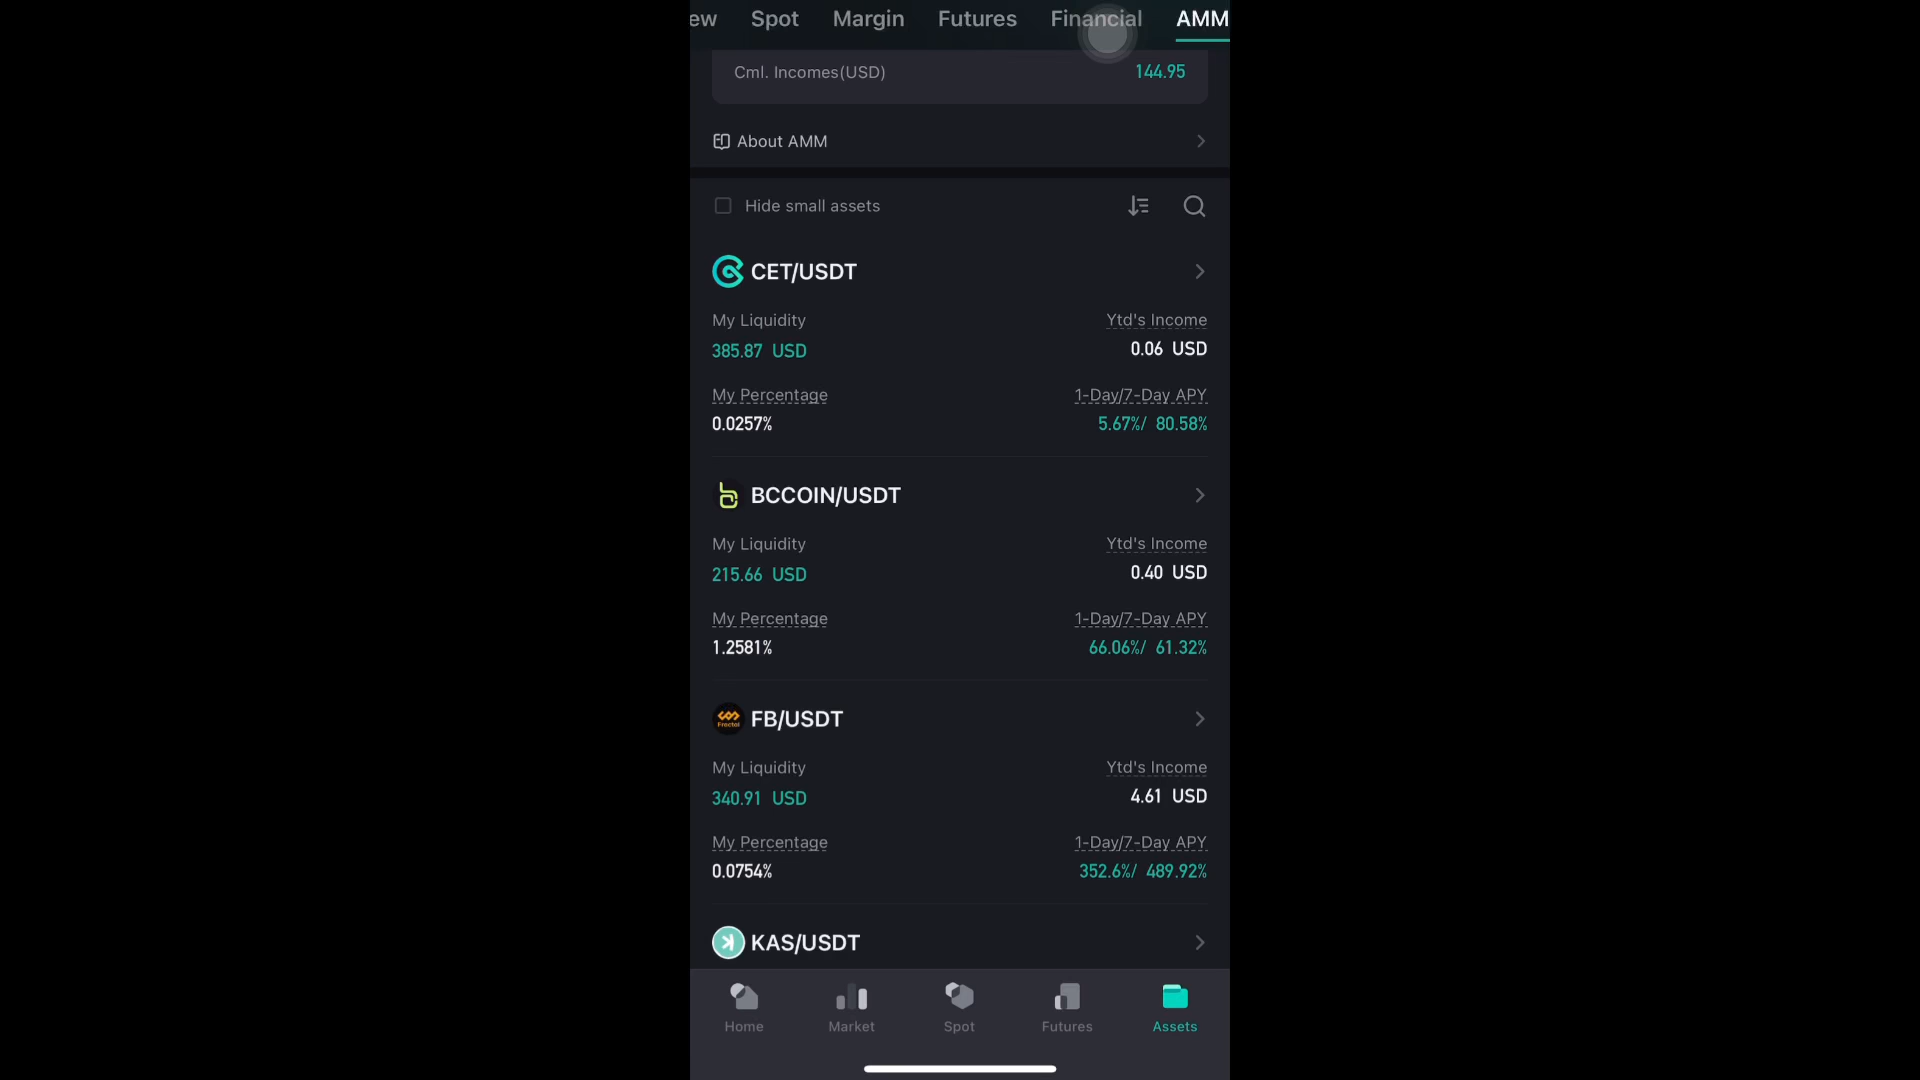 ew Spot Margin Futures Financial AMM
Cml. Incomes(USD) 144.95
About AMM
Hide small assets
CET/USDT
My Liquidity Ytd's Income
385.87 USD 0.06 USD
My Percentage 1-Day/7-Day APY
0.0257% 5.67%/ 80.58%
BCCOIN/USDT
My Liquidity Ytd's Income
215.66 USD 0.40 USD
My Percentage 1-Day/7-Day APY
1.2581% 66.06%/ 61.32%
Fractal
FB/USDT
My Liquidity Ytd's Income
340.91 USD 4.61 USD
My Percentage 1-Day/7-Day APY
0.0754% 352.6%/ 489.92%
KAS/USDT
Home Market Spot Futures Assets